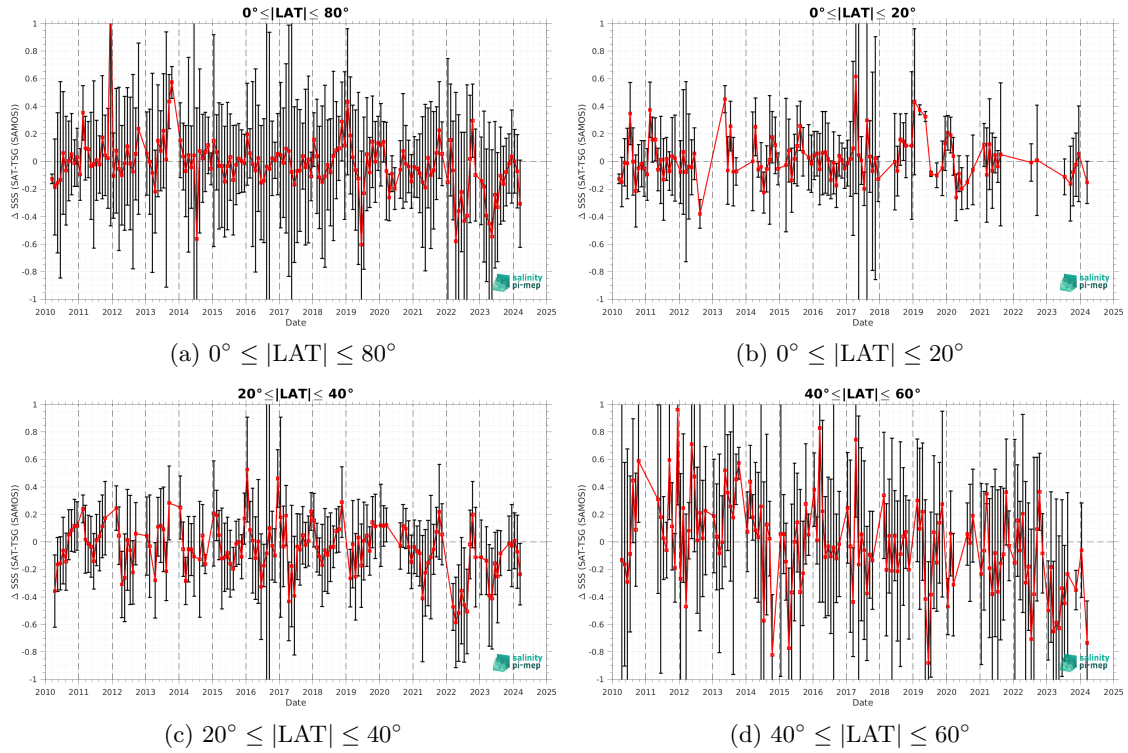 0°≤|LAT|≤ 80°
Δ SSS (SAT-TSG (SAMOS))
1
0.8
0.6
0.4
0.2
0
-0.2
-0.4
-0.6
-0.8
-1
2010 2011 2012 2013 2014 2015 2016 2017 2018 2019 2020 2021 2022 2023 2024 2025
Date
salinity
pi-mep
(a) 0° ≤ |LAT| ≤ 80°
0°≤|LAT|≤ 20°
Δ SSS (SAT-TSG (SAMOS))
1
0.8
0.6
0.4
0.2
0
-0.2
-0.4
-0.6
-0.8
-1
2010 2011 2012 2013 2014 2015 2016 2017 2018 2019 2020 2021 2022 2023 2024 2025
Date
salinity
pi-mep
(b) 0° ≤ |LAT| ≤ 20°
20°≤|LAT|≤ 40°
Δ SSS (SAT-TSG (SAMOS))
1
0.8
0.6
0.4
0.2
0
-0.2
-0.4
-0.6
-0.8
-1
2010 2011 2012 2013 2014 2015 2016 2017 2018 2019 2020 2021 2022 2023 2024 2025
Date
salinity
pi-mep
(c) 20° ≤ |LAT| ≤ 40°
40°≤|LAT|≤ 60°
Δ SSS (SAT-TSG (SAMOS))
1
0.8
0.6
0.4
0.2
0
-0.2
-0.4
-0.6
-0.8
-1
2010 2011 2012 2013 2014 2015 2016 2017 2018 2019 2020 2021 2022 2023 2024 2025
Date
salinity
pi-mep
(d) 40° ≤ |LAT| ≤ 60°